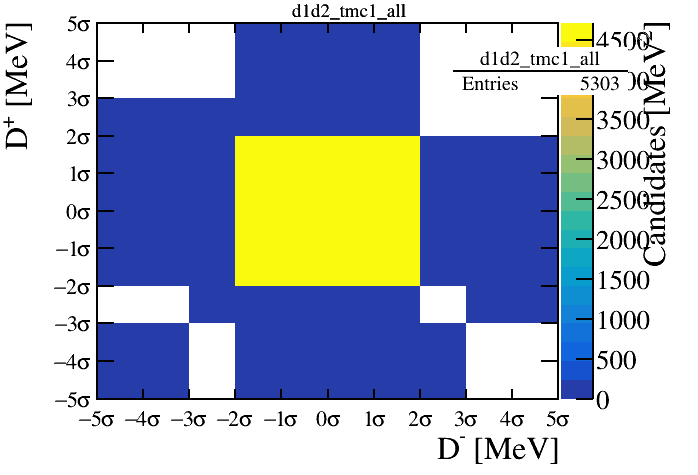 d1d2_tmc1_all
D⁺ [MeV]
5σ
4σ
3σ
2σ
1σ
0σ
−1σ
−2σ
−3σ
−4σ
−5σ
−5σ −4σ −3σ −2σ −1σ 0σ 1σ 2σ 3σ 4σ 5σ
D⁻ [MeV]
d1d2_tmc1_all
Entries 5303
4500
3500
3000
2500
2000
1500
1000
500
0
Candidates [MeV²]